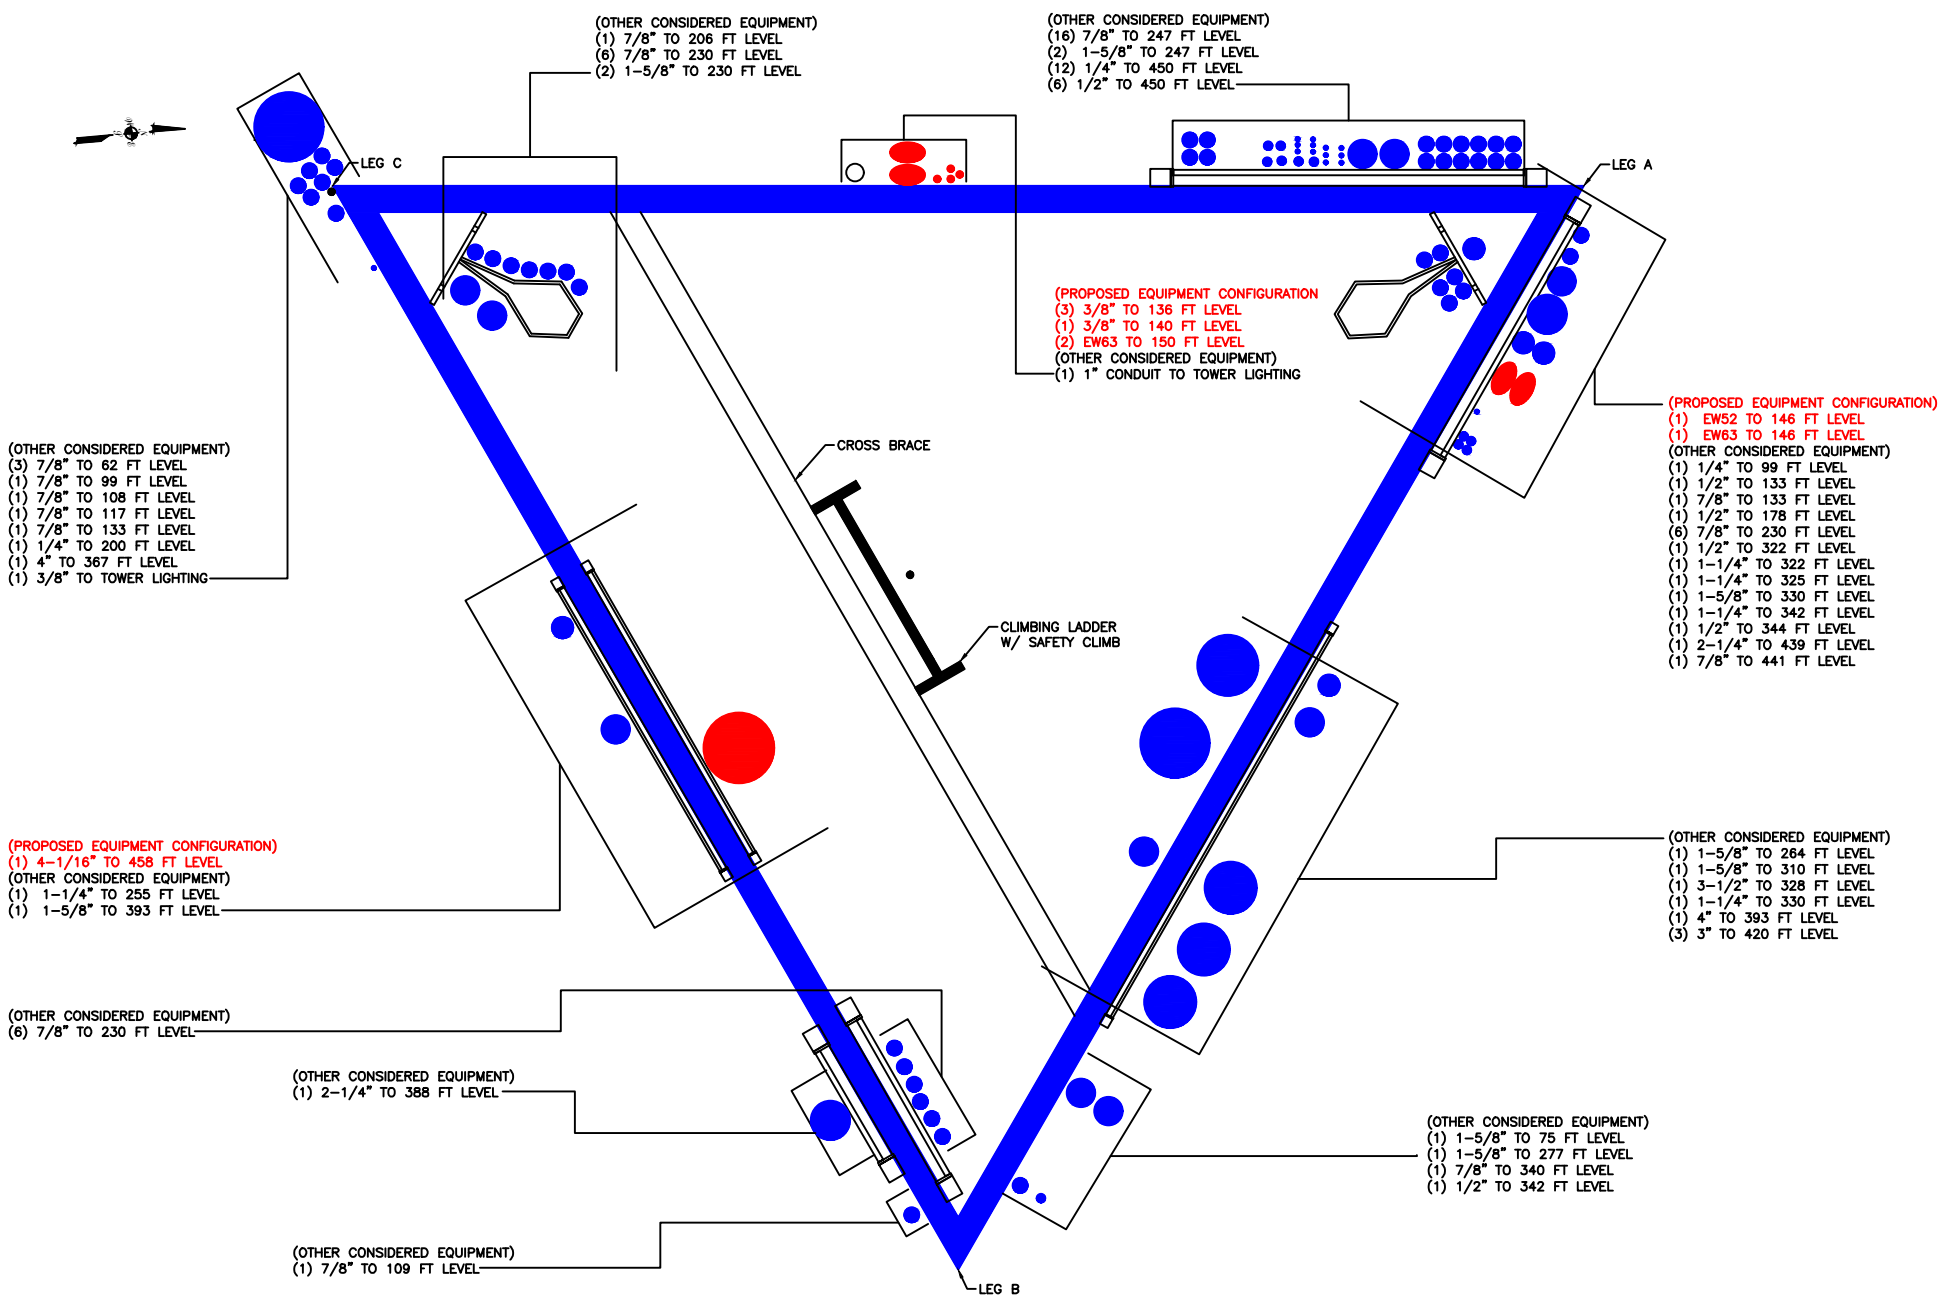 (OTHER CONSIDERED EQUIPMENT)
(1) 7/8" TO 206 FT LEVEL
(6) 7/8" TO 230 FT LEVEL
(2) 1-5/8" TO 230 FT LEVEL
(OTHER CONSIDERED EQUIPMENT)
(16) 7/8" TO 247 FT LEVEL
(2) 1-5/8" TO 247 FT LEVEL
(12) 1/4" TO 450 FT LEVEL
(6) 1/2" TO 450 FT LEVEL
LEG C
LEG A
(PROPOSED EQUIPMENT CONFIGURATION
(3) 3/8" TO 136 FT LEVEL
(1) 3/8" TO 140 FT LEVEL
(2) EW63 TO 150 FT LEVEL
(OTHER CONSIDERED EQUIPMENT)
(1) 1" CONDUIT TO TOWER LIGHTING
(PROPOSED EQUIPMENT CONFIGURATION)
(1) EW52 TO 146 FT LEVEL
(1) EW63 TO 146 FT LEVEL
(OTHER CONSIDERED EQUIPMENT)
(1) 1/4" TO 99 FT LEVEL
(1) 1/2" TO 133 FT LEVEL
(1) 7/8" TO 133 FT LEVEL
(1) 1/2" TO 178 FT LEVEL
(6) 7/8" TO 230 FT LEVEL
(1) 1/2" TO 322 FT LEVEL
(1) 1-1/4" TO 322 FT LEVEL
(1) 1-1/4" TO 325 FT LEVEL
(1) 1-5/8" TO 330 FT LEVEL
(1) 1-1/4" TO 342 FT LEVEL
(1) 1/2" TO 344 FT LEVEL
(1) 2-1/4" TO 439 FT LEVEL
(1) 7/8" TO 441 FT LEVEL
(OTHER CONSIDERED EQUIPMENT)
(3) 7/8" TO 62 FT LEVEL
(1) 7/8" TO 99 FT LEVEL
(1) 7/8" TO 108 FT LEVEL
(1) 7/8" TO 117 FT LEVEL
(1) 7/8" TO 133 FT LEVEL
(1) 1/4" TO 200 FT LEVEL
(1) 4" TO 367 FT LEVEL
(1) 3/8" TO TOWER LIGHTING
CROSS BRACE
CLIMBING LADDER
W/ SAFETY CLIMB
(PROPOSED EQUIPMENT CONFIGURATION)
(1) 4-1/16" TO 458 FT LEVEL
(OTHER CONSIDERED EQUIPMENT)
(1) 1-1/4" TO 255 FT LEVEL
(1) 1-5/8" TO 393 FT LEVEL
(OTHER CONSIDERED EQUIPMENT)
(1) 1-5/8" TO 264 FT LEVEL
(1) 1-5/8" TO 310 FT LEVEL
(1) 3-1/2" TO 328 FT LEVEL
(1) 1-1/4" TO 330 FT LEVEL
(1) 4" TO 393 FT LEVEL
(3) 3" TO 420 FT LEVEL
(OTHER CONSIDERED EQUIPMENT)
(6) 7/8" TO 230 FT LEVEL
(OTHER CONSIDERED EQUIPMENT)
(1) 2-1/4" TO 388 FT LEVEL
(OTHER CONSIDERED EQUIPMENT)
(1) 1-5/8" TO 75 FT LEVEL
(1) 1-5/8" TO 277 FT LEVEL
(1) 7/8" TO 340 FT LEVEL
(1) 1/2" TO 342 FT LEVEL
(OTHER CONSIDERED EQUIPMENT)
(1) 7/8" TO 109 FT LEVEL
LEG B